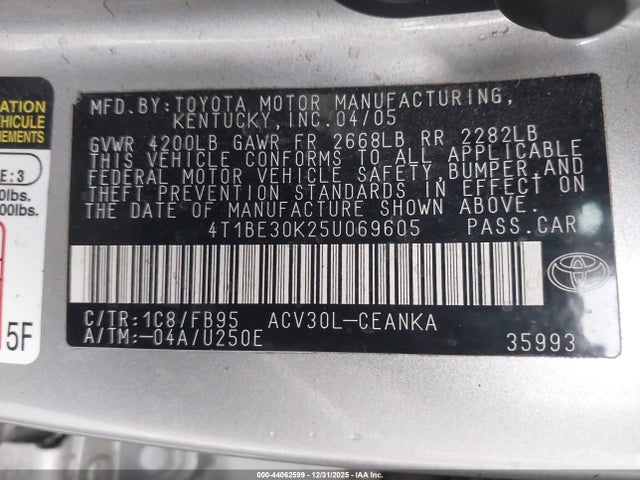 ATION
VÉHICULE
NEMENTS
E:3
0lbs.
00lbs.
5F
MFD.BY:TOYOTA MOTOR MANUFACTURING,
KENTUCKY,INC.04/05
GVWR 4200LB GAWR FR 2668LB RR 2282LB
THIS VEHICLE CONFORMS TO ALL APPLICABLE
FEDERAL MOTOR VEHICLE SAFETY,BUMPER,AND
THEFT PREVENTION STANDARDS IN EFFECT ON
THE DATE OF MANUFACTURE SHOWN ABOVE.
4T1BE30K25U069605 PASS.CAR
C/TR:1C8/FB95 ACV30L-CEANKA
A/TM:-04A/U250E 35993
000-44062599 - 12/31/2025 - IAA Inc.